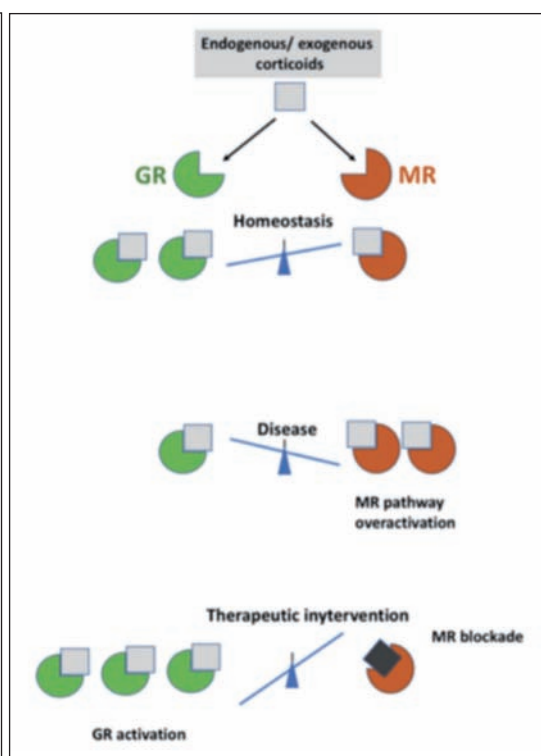 Endogenous/ exogenous
corticoids
GR
MR
Homeostasis
Disease
MR pathway
overactivation
Therapeutic inytervention
MR blockade
GR activation